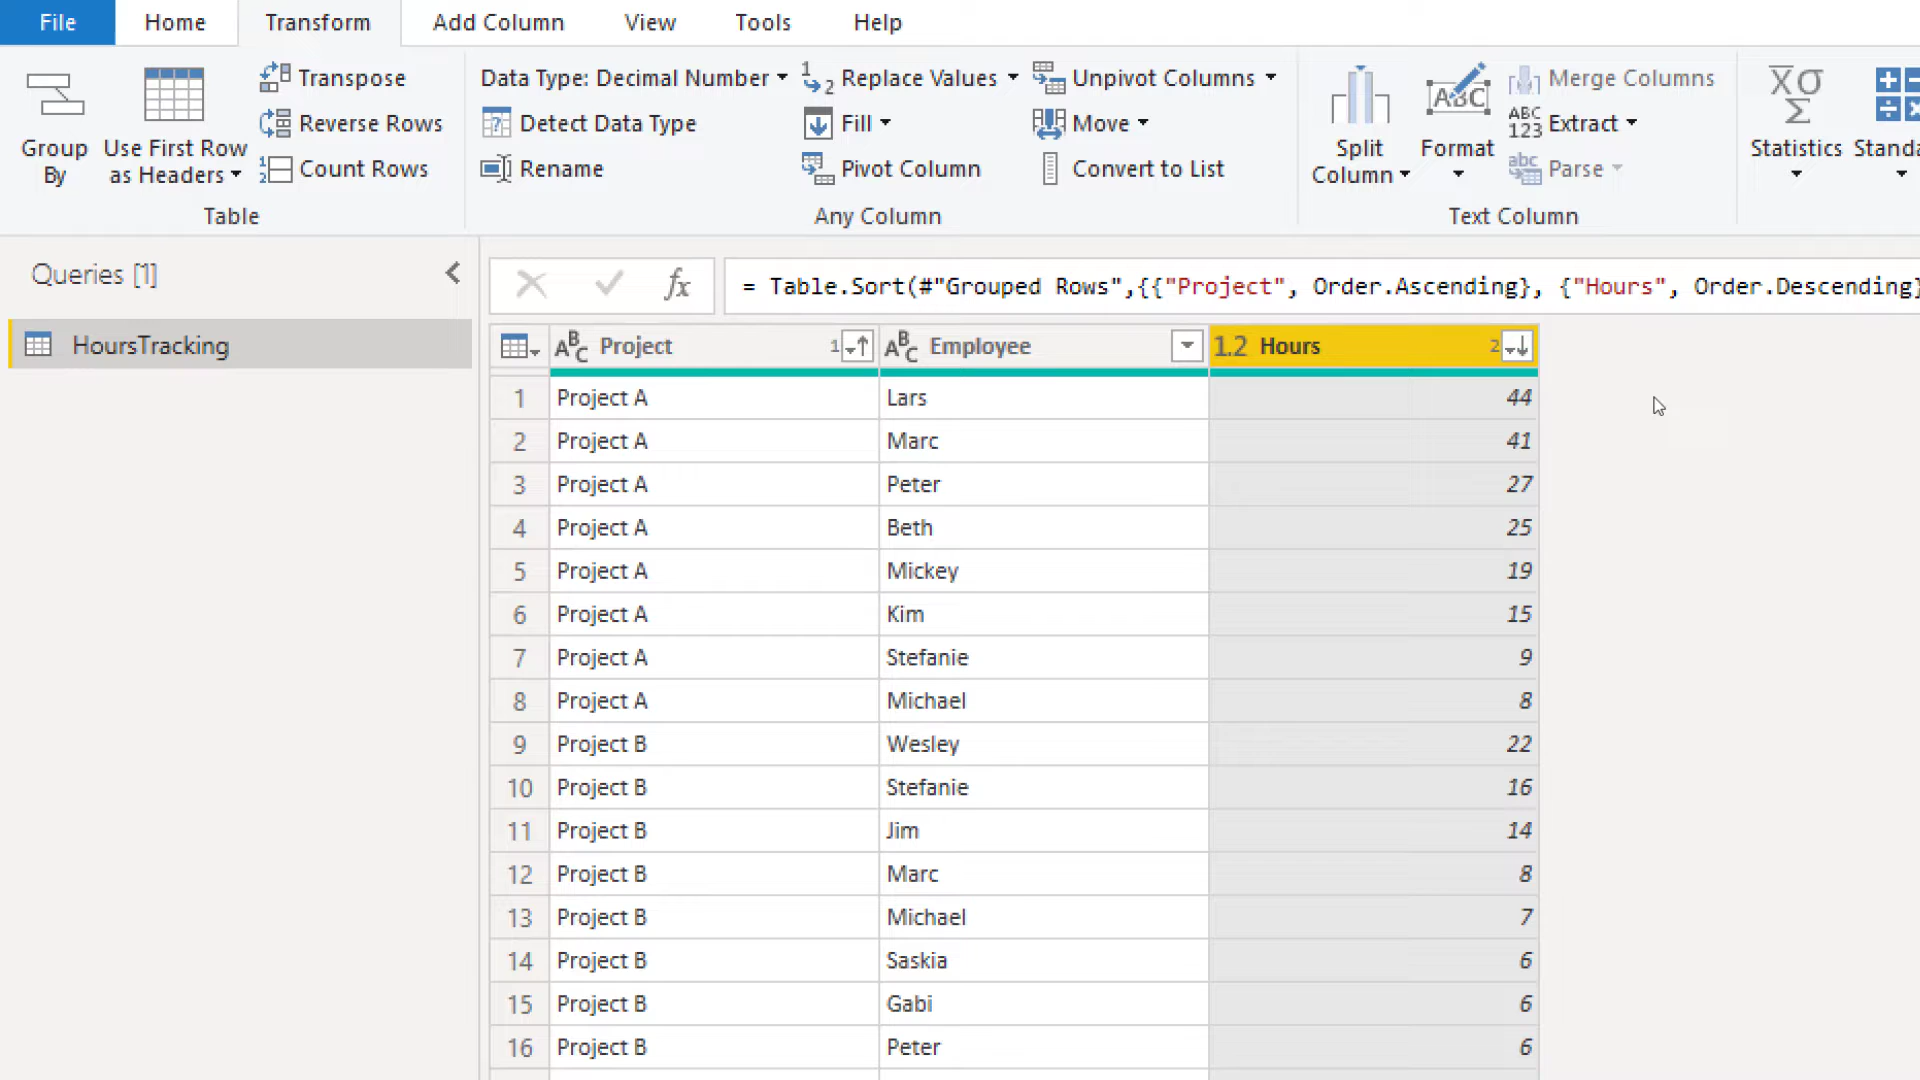 File Home Transform Add Column View Tools Help
Group By
Use First Row as Headers
Transpose
Reverse Rows
Count Rows
Table
Data Type: Decimal Number
Detect Data Type
Rename
Replace Values
Fill
Pivot Column
Unpivot Columns
Move
Convert to List
Any Column
Split Column
Format
Merge Columns
Extract
Parse
Text Column
Statistics
Queries [1]
HoursTracking
fx = Table.Sort(#"Grouped Rows",{{"Project", Order.Ascending}, {"Hours", Order.Descending}
ABC Project 1 ABC Employee 1.2 Hours 2
1 Project A Lars 44
2 Project A Marc 41
3 Project A Peter 27
4 Project A Beth 25
5 Project A Mickey 19
6 Project A Kim 15
7 Project A Stefanie 9
8 Project A Michael 8
9 Project B Wesley 22
10 Project B Stefanie 16
11 Project B Jim 14
12 Project B Marc 8
13 Project B Michael 7
14 Project B Saskia 6
15 Project B Gabi 6
16 Project B Peter 6